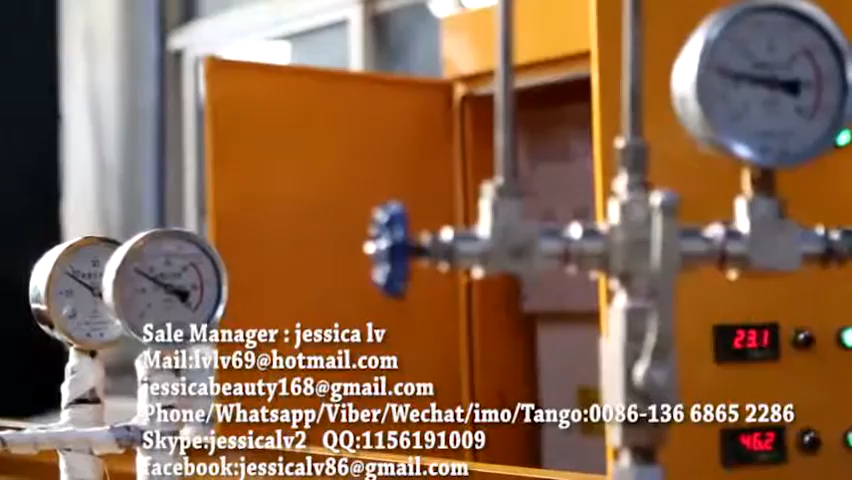 23.1
Sale Manager : jessica lv
Mail:lvlv69@hotmail.com
jessicabeauty168@gmail.com
Phone/Whatsapp/Viber/Wechat/imo/Tango:0086-136 6865 2286
Skype:jessicalv2 QQ:1156191009
46.2
facebook:jessicalv86@gmail.com